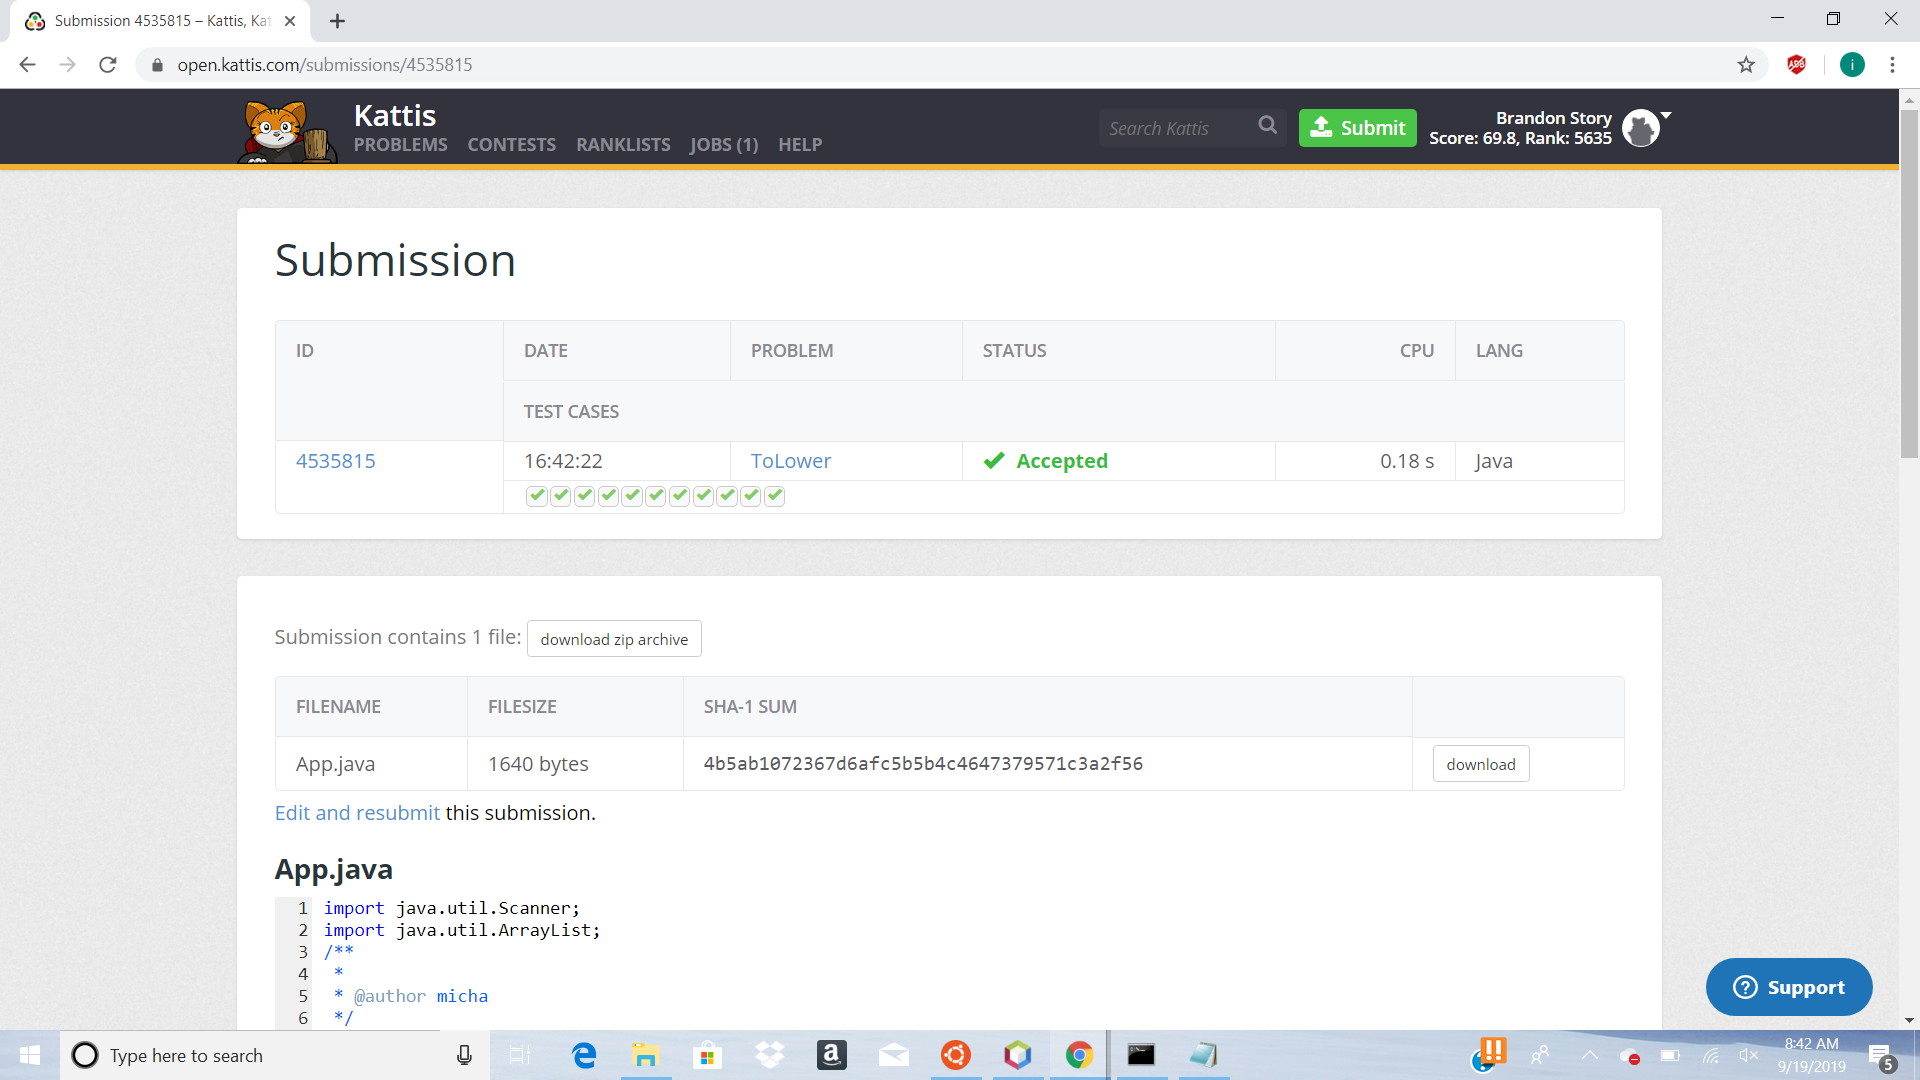 Submission 4535815 – Kattis, Kat
open.kattis.com/submissions/4535815
ABP
i
Kattis
PROBLEMS CONTESTS RANKLISTS JOBS (1) HELP
Search Kattis
Submit
Brandon Story
Score: 69.8, Rank: 5635
Submission
ID DATE PROBLEM STATUS CPU LANG
TEST CASES
4535815 16:42:22 ToLower Accepted 0.18 s Java
Submission contains 1 file: download zip archive
FILENAME FILESIZE SHA-1 SUM
App.java 1640 bytes 4b5ab1072367d6afc5b5b4c4647379571c3a2f56 download
Edit and resubmit this submission.
App.java
1 import java.util.Scanner;
2 import java.util.ArrayList;
3 /**
4 *
5 * @author micha
6 */
Support
Type here to search
8:42 AM
9/19/2019
5